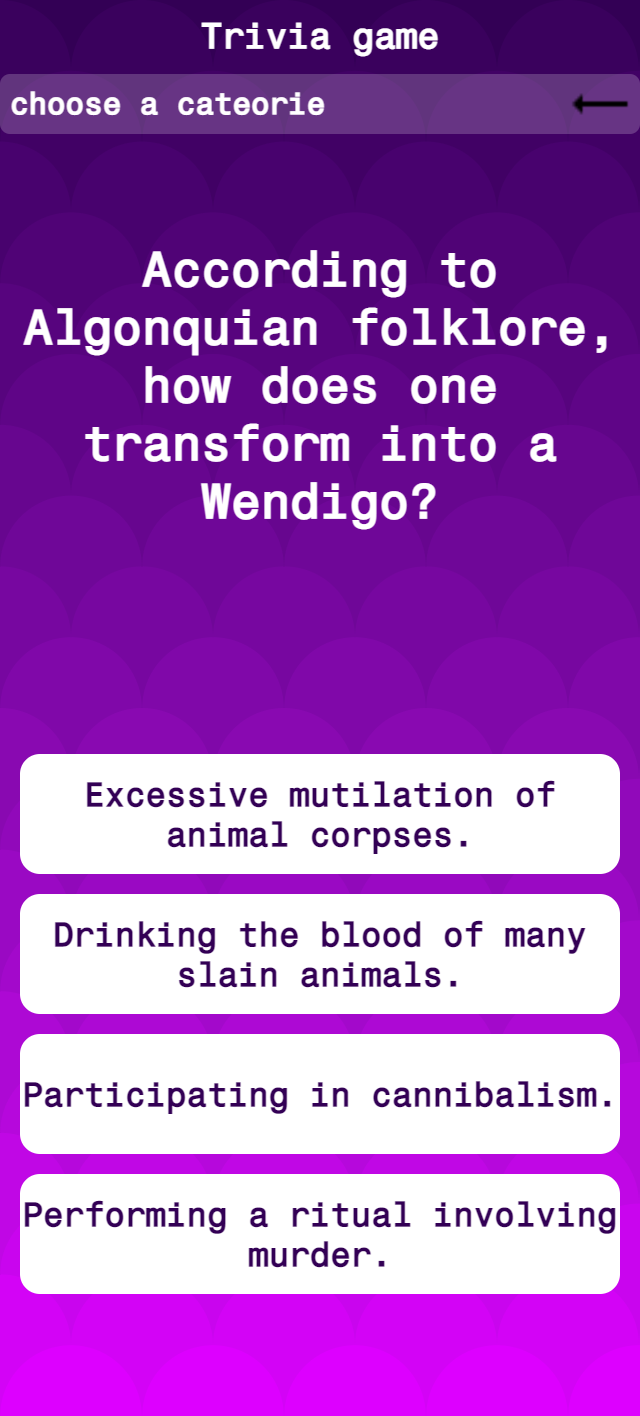 Trivia game
choose a cateorie
According to
Algonquian folklore,
how does one
transform into a
Wendigo?
Excessive mutilation of
animal corpses.
Drinking the blood of many
slain animals.
Participating in cannibalism.
Performing a ritual involving
murder.